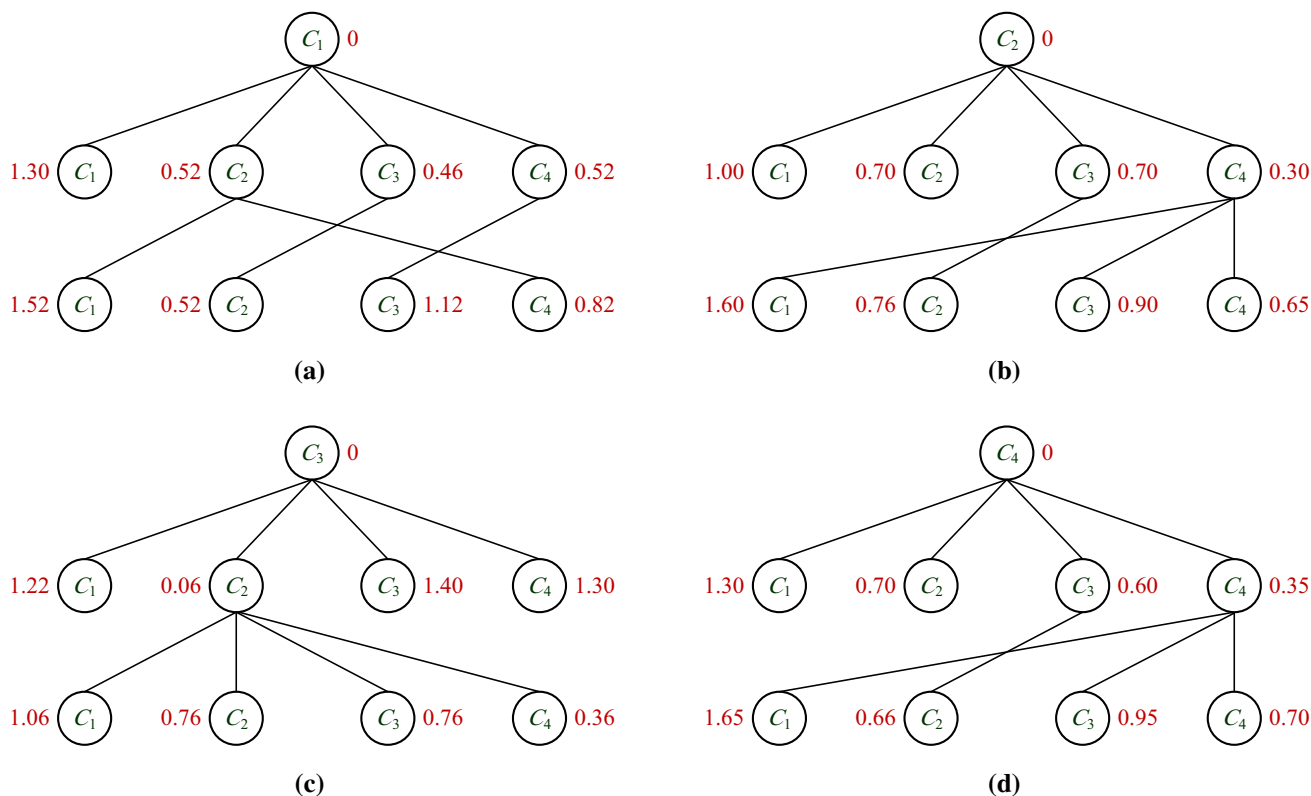 C₁ 0 C₂ 0
1.30 C₁ 0.52 C₂ C₃ 0.46 C₄ 0.52 1.00 C₁ 0.70 C₂ C₃ 0.70 C₄ 0.30
1.52 C₁ 0.52 C₂ C₃ 1.12 C₄ 0.82 1.60 C₁ 0.76 C₂ C₃ 0.90 C₄ 0.65
(a) (b)
C₃ 0 C₄ 0
1.22 C₁ 0.06 C₂ C₃ 1.40 C₄ 1.30 1.30 C₁ 0.70 C₂ C₃ 0.60 C₄ 0.35
1.06 C₁ 0.76 C₂ C₃ 0.76 C₄ 0.36 1.65 C₁ 0.66 C₂ C₃ 0.95 C₄ 0.70
(c) (d)